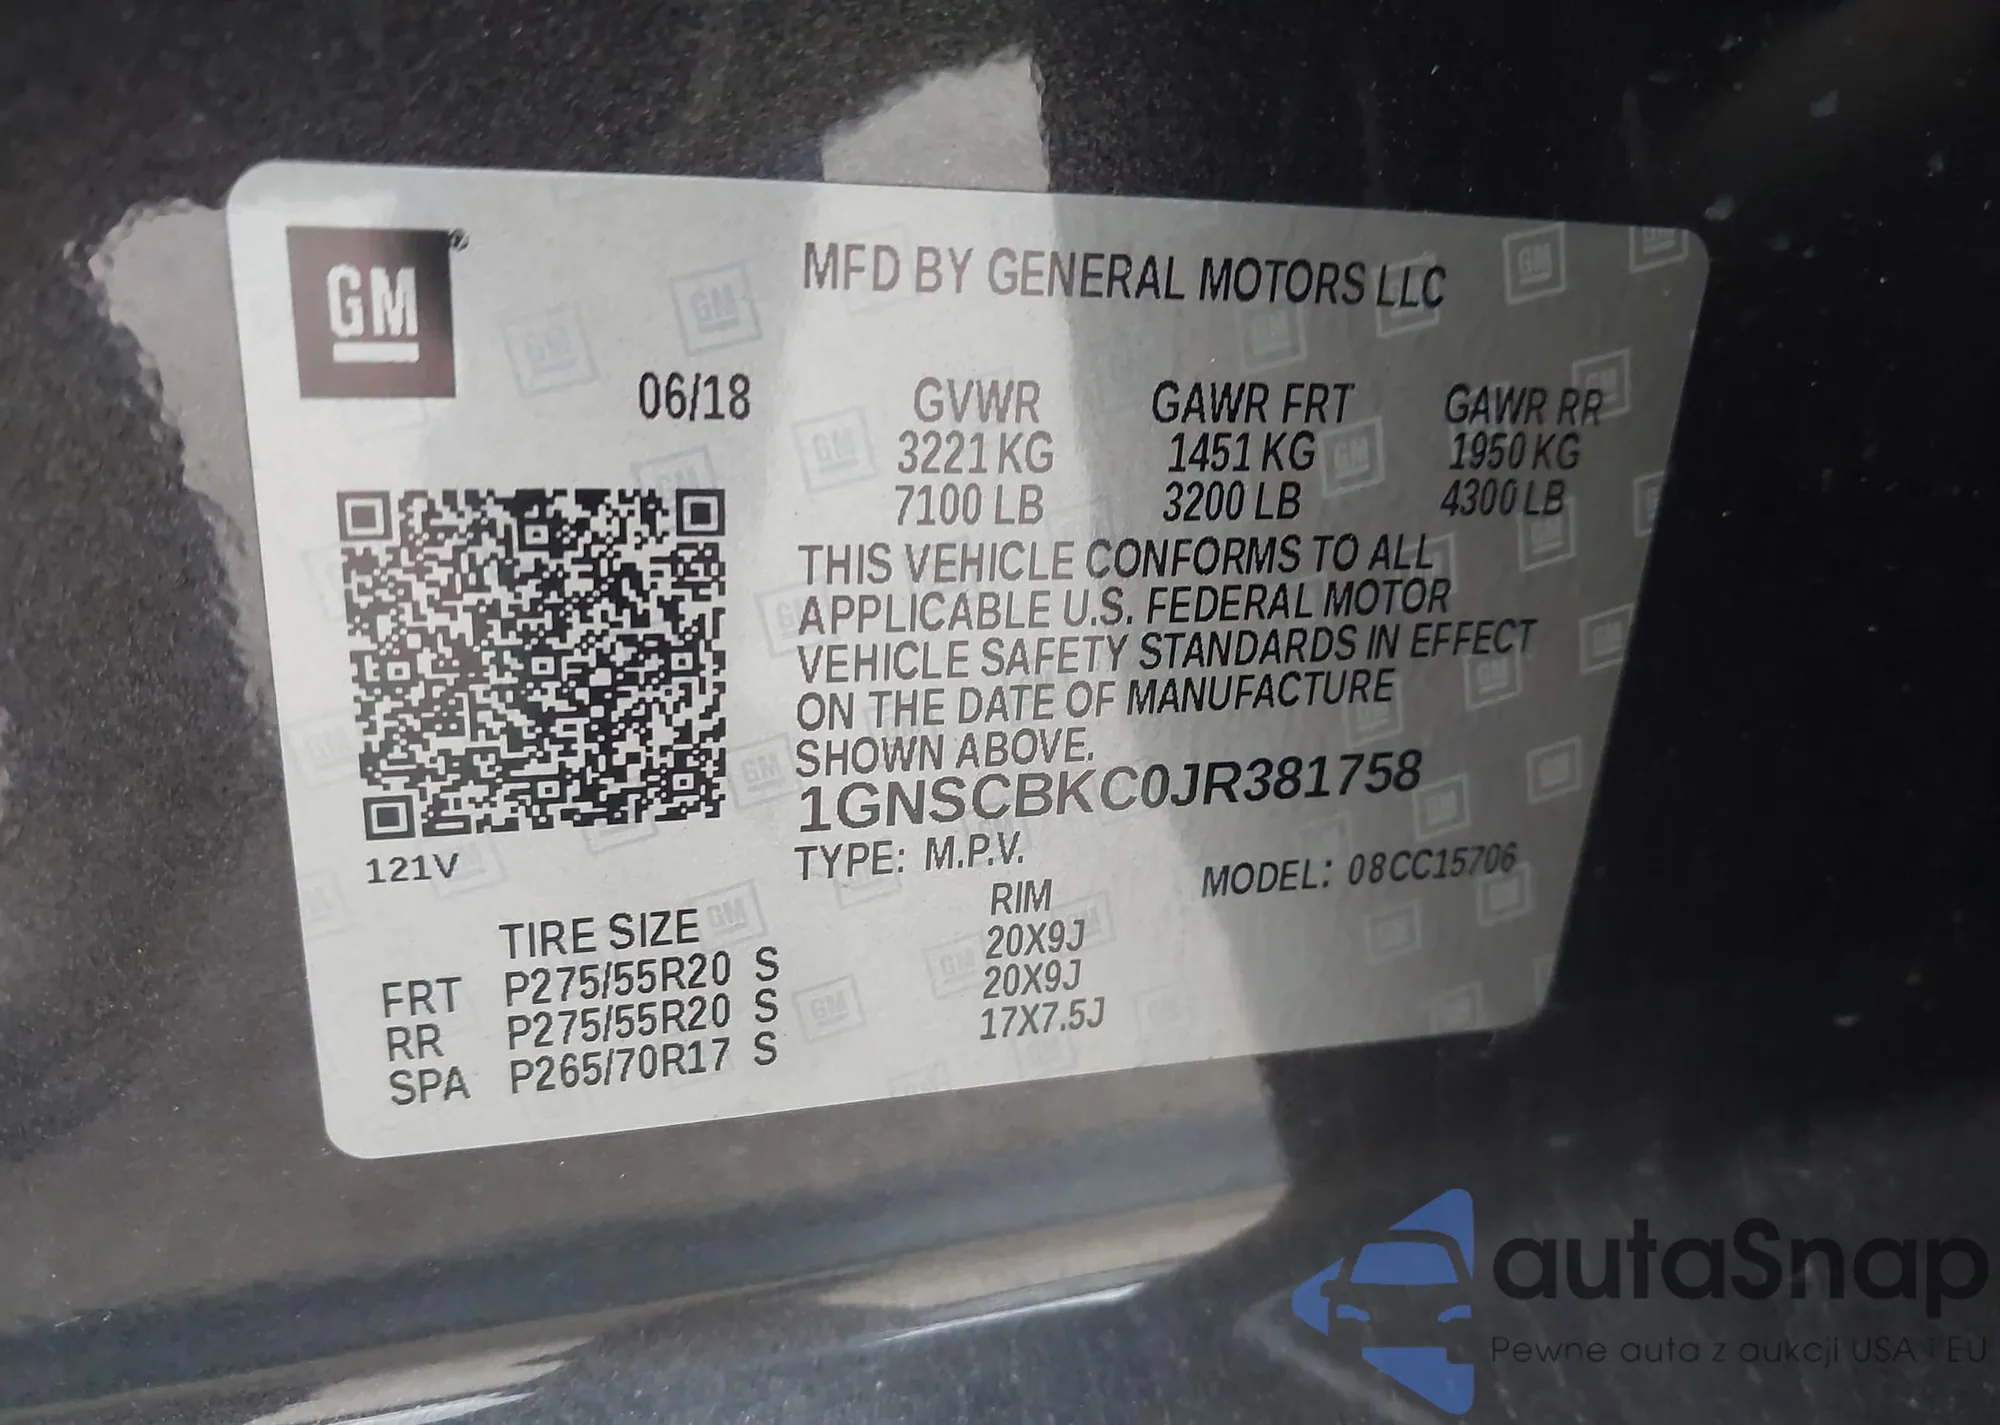 GM ®
MFD BY GENERAL MOTORS LLC
06/18
GVWR GAWR FRT GAWR RR
3221 KG 1451 KG 1950 KG
7100 LB 3200 LB 4300 LB
THIS VEHICLE CONFORMS TO ALL
APPLICABLE U.S. FEDERAL MOTOR
VEHICLE SAFETY STANDARDS IN EFFECT
ON THE DATE OF MANUFACTURE
SHOWN ABOVE.
1GNSCBKC0JR381758
121V
TYPE: M.P.V. MODEL: 08CC15706
TIRE SIZE RIM
FRT P275/55R20 S 20X9J
RR P275/55R20 S 20X9J
SPA P265/70R17 S 17X7.5J
autaSnap
Pewne auta z aukcji USA i EU